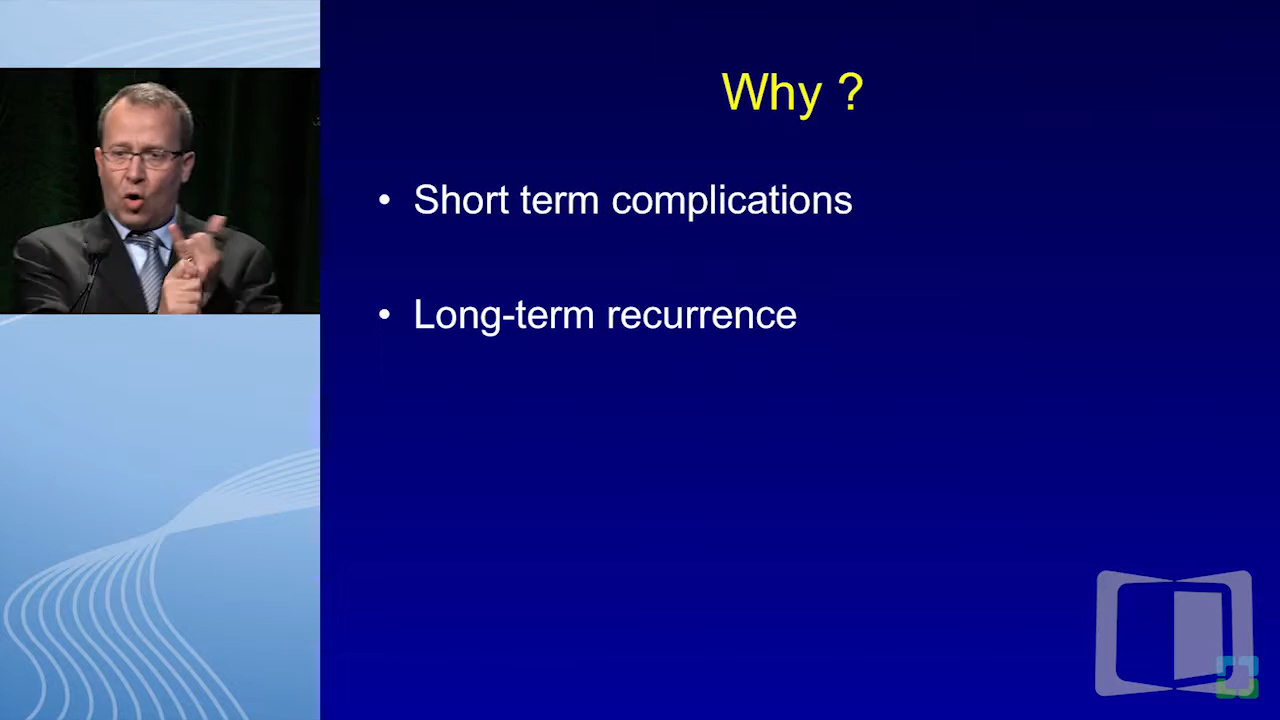 Why ?
• Short term complications
• Long-term recurrence